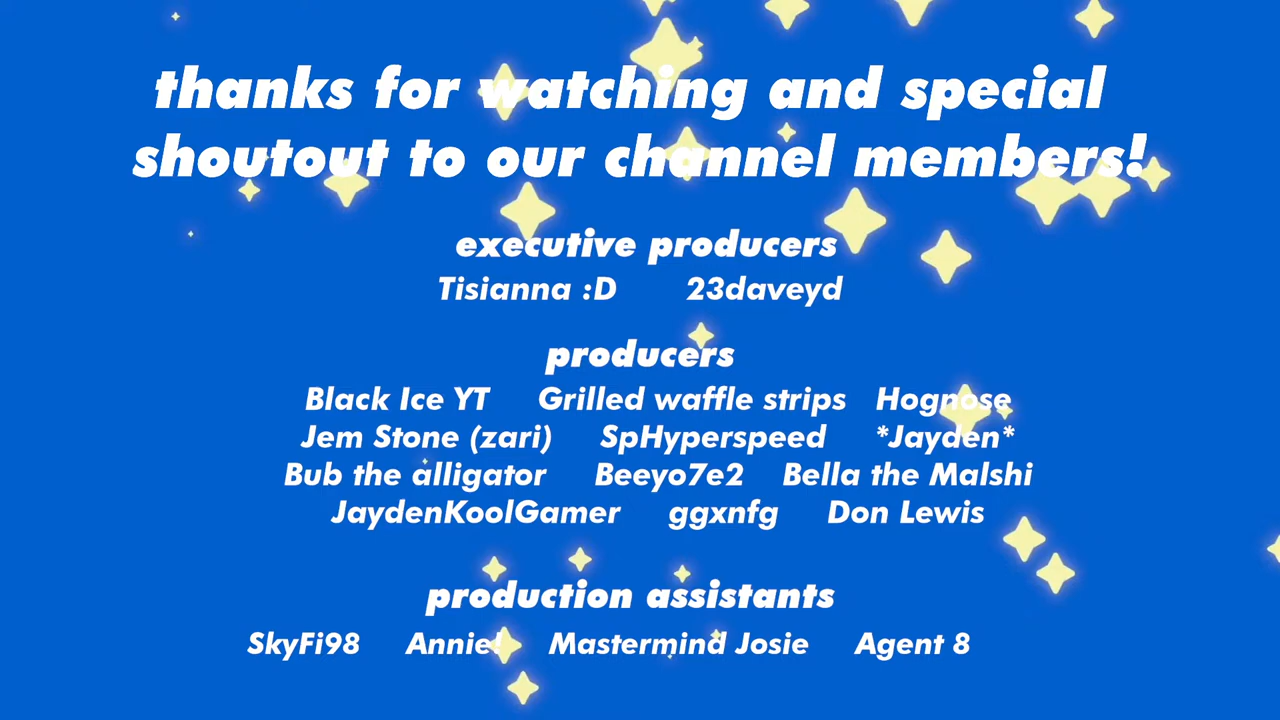 thanks for watching and special
shoutout to our channel members!
executive producers
Tisianna :D 23daveyd
producers
Black Ice YT Grilled waffle strips Hognose
Jem Stone (zari) SpHyperspeed *Jayden*
Bub the alligator Beeyo7e2 Bella the Malshi
JaydenKoolGamer ggxnfg Don Lewis
production assistants
SkyFi98 Annie! Mastermind Josie Agent 8